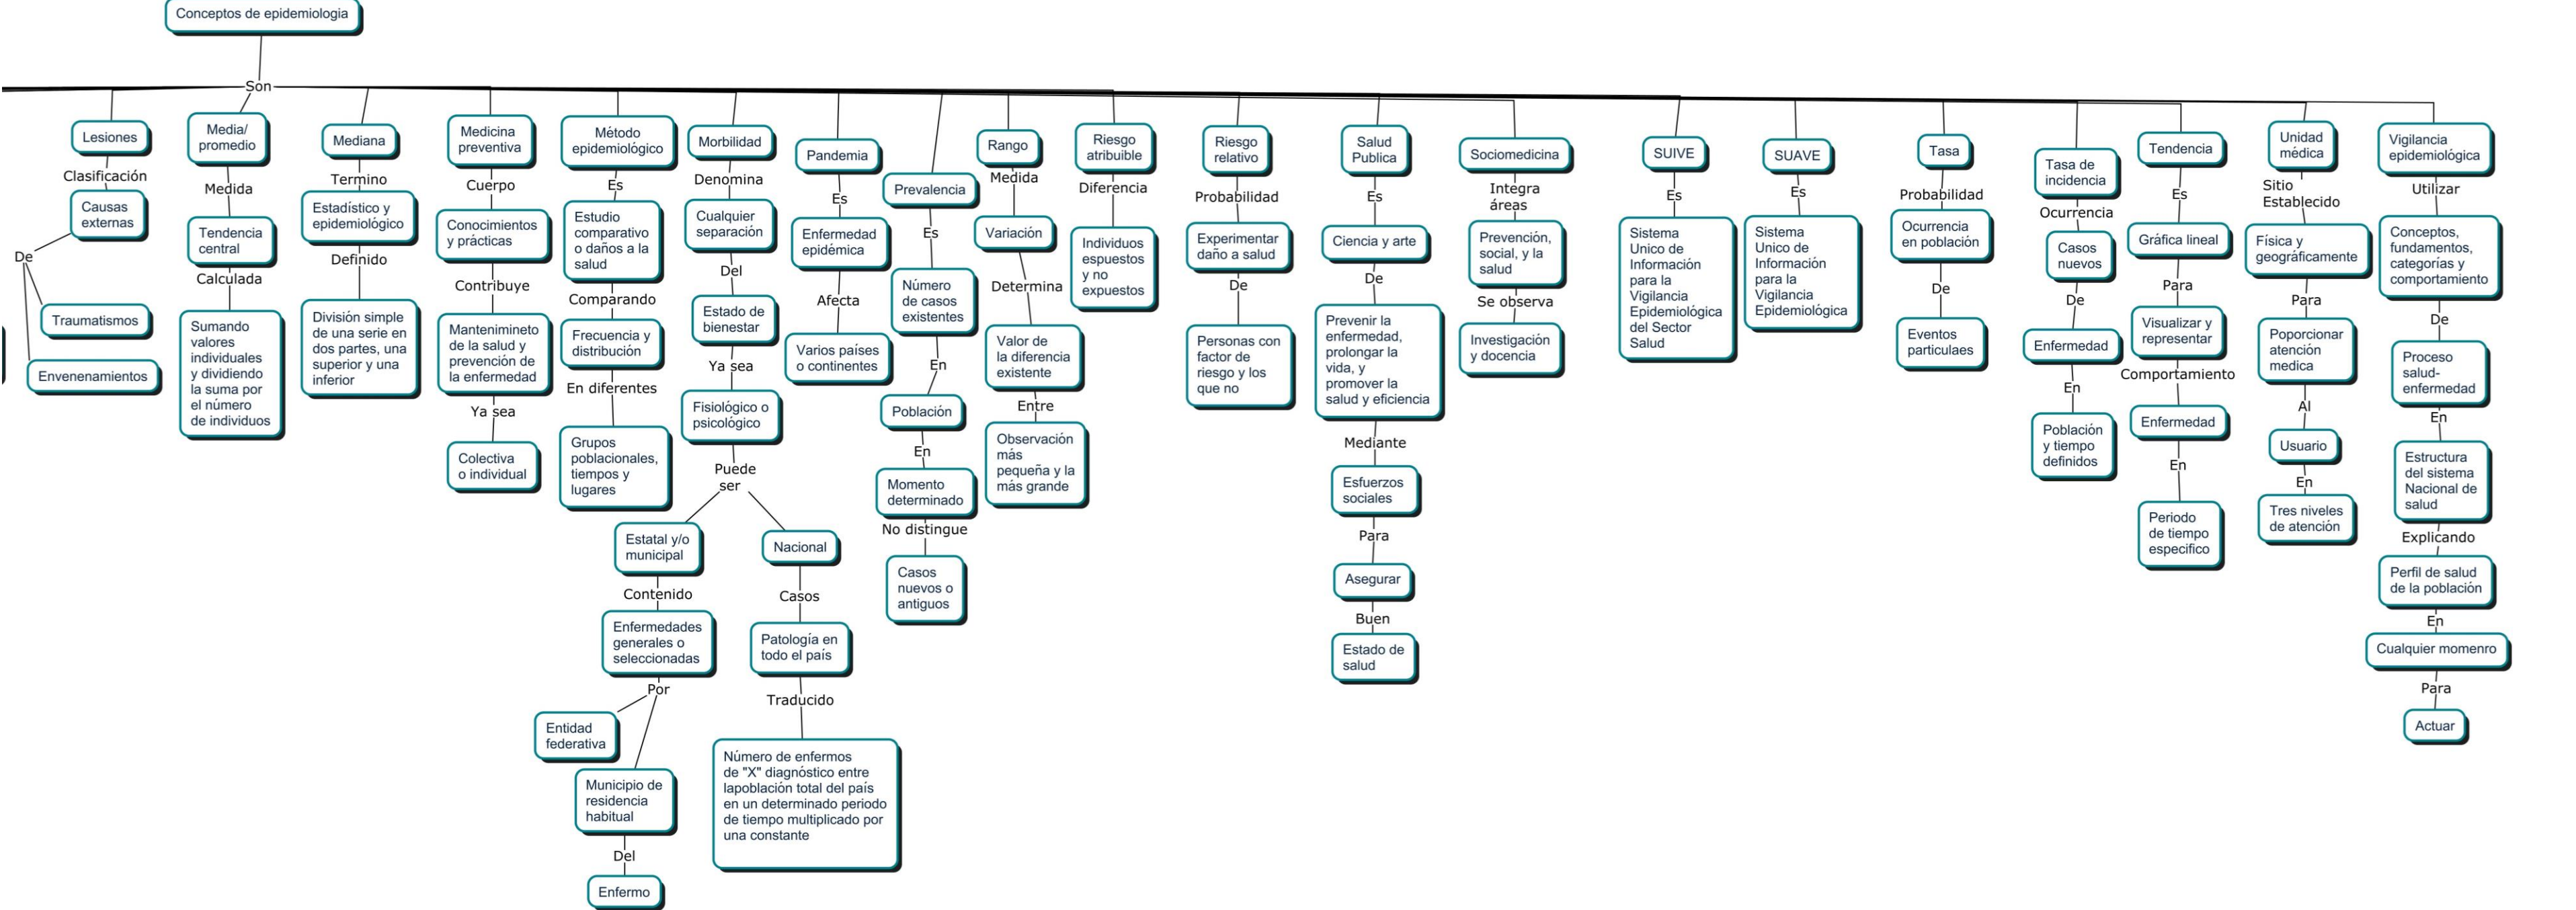 Conceptos de epidemiologia
Son
Lesiones
Clasificación
Causas
externas
De
Traumatismos
Envenenamientos
Media/
promedio
Medida
Tendencia
central
Calculada
Sumando
valores
individuales
y dividiendo
la suma por
el número
de individuos
Mediana
Termino
Estadístico y
epidemiológico
Definido
División simple
de una serie en
dos partes, una
superior y una
inferior
Medicina
preventiva
Cuerpo
Conocimientos
y prácticas
Contribuye
Mantenimineto
de la salud y
prevención de
la enfermedad
Ya sea
Colectiva
o individual
Método
epidemiológico
Es
Estudio
comparativo
o daños a la
salud
Comparando
Frecuencia y
distribución
En diferentes
Grupos
poblacionales,
tiempos y
lugares
Morbilidad
Denomina
Cualquier
separación
Del
Estado de
bienestar
Ya sea
Fisiológico o
psicológico
Puede
ser
Estatal y/o
municipal
Contenido
Enfermedades
generales o
seleccionadas
Por
Entidad
federativa
Municipio de
residencia
habitual
Del
Enfermo
Nacional
Casos
Patología en
todo el país
Traducido
Número de enfermos
de "X" diagnóstico entre
lapoblación total del país
en un determinado periodo
de tiempo multiplicado por
una constante
Pandemia
Es
Enfermedad
epidémica
Afecta
Varios países
o continentes
Prevalencia
Es
Número
de casos
existentes
En
Población
En
Momento
determinado
No distingue
Casos
nuevos o
antiguos
Rango
Medida
Variación
Determina
Valor de
la diferencia
existente
Entre
Observación
más
pequeña y la
más grande
Riesgo
atribuible
Diferencia
Individuos
espuestos
y no
expuestos
Riesgo
relativo
Probabilidad
Experimentar
daño a salud
De
Personas con
factor de
riesgo y los
que no
Salud
Publica
Es
Ciencia y arte
De
Prevenir la
enfermedad,
prolongar la
vida, y
promover la
salud y eficiencia
Mediante
Esfuerzos
sociales
Para
Asegurar
Buen
Estado de
salud
Sociomedicina
Integra
áreas
Prevención,
social, y la
salud
Se observa
Investigación
y docencia
SUIVE
Es
Sistema
Unico de
Información
para la
Vigilancia
Epidemiológica
del Sector
Salud
SUAVE
Es
Sistema
Unico de
Información
para la
Vigilancia
Epidemiológica
Tasa
Probabilidad
Ocurrencia
en población
De
Eventos
particulaes
Tasa de
incidencia
Ocurrencia
Casos
nuevos
De
Enfermedad
En
Población
y tiempo
definidos
Tendencia
Es
Gráfica lineal
Para
Visualizar y
representar
Comportamiento
Enfermedad
En
Periodo
de tiempo
especifico
Unidad
médica
Sitio
Establecido
Física y
geográficamente
Para
Poporcionar
atención
medica
Al
Usuario
En
Tres niveles
de atención
Vigilancia
epidemiológica
Utilizar
Conceptos,
fundamentos,
categorías y
comportamiento
De
Proceso
salud-
enfermedad
En
Estructura
del sistema
Nacional de
salud
Explicando
Perfil de salud
de la población
En
Cualquier momenro
Para
Actuar